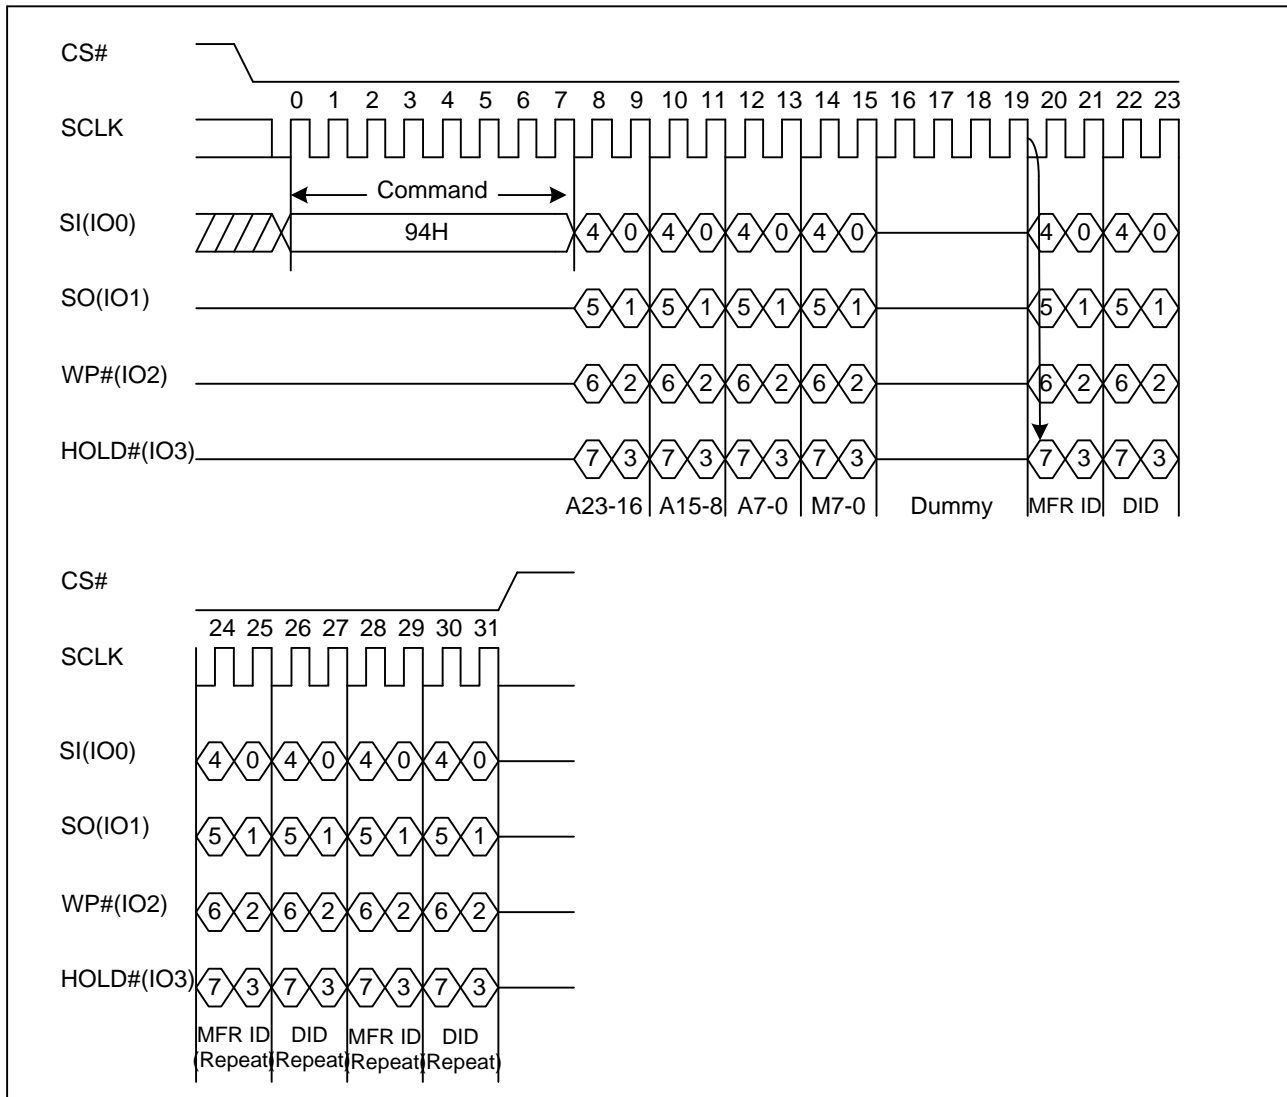 CS#
0 1 2 3 4 5 6 7 8 9 10 11 12 13 14 15 16 17 18 19 20 21 22 23
SCLK
Command
SI(IO0) 94H 4 0 4 0 4 0 4 0 4 0 4 0
SO(IO1) 5 1 5 1 5 1 5 1 5 1 5 1
WP#(IO2) 6 2 6 2 6 2 6 2 6 2 6 2
HOLD#(IO3) 7 3 7 3 7 3 7 3 7 3 7 3
A23-16 A15-8 A7-0 M7-0 Dummy MFR ID DID
CS#
24 25 26 27 28 29 30 31
SCLK
SI(IO0) 4 0 4 0 4 0 4 0
SO(IO1) 5 1 5 1 5 1 5 1
WP#(IO2) 6 2 6 2 6 2 6 2
HOLD#(IO3) 7 3 7 3 7 3 7 3
MFR ID DID MFR ID DID
(Repeat) (Repeat) (Repeat) (Repeat)